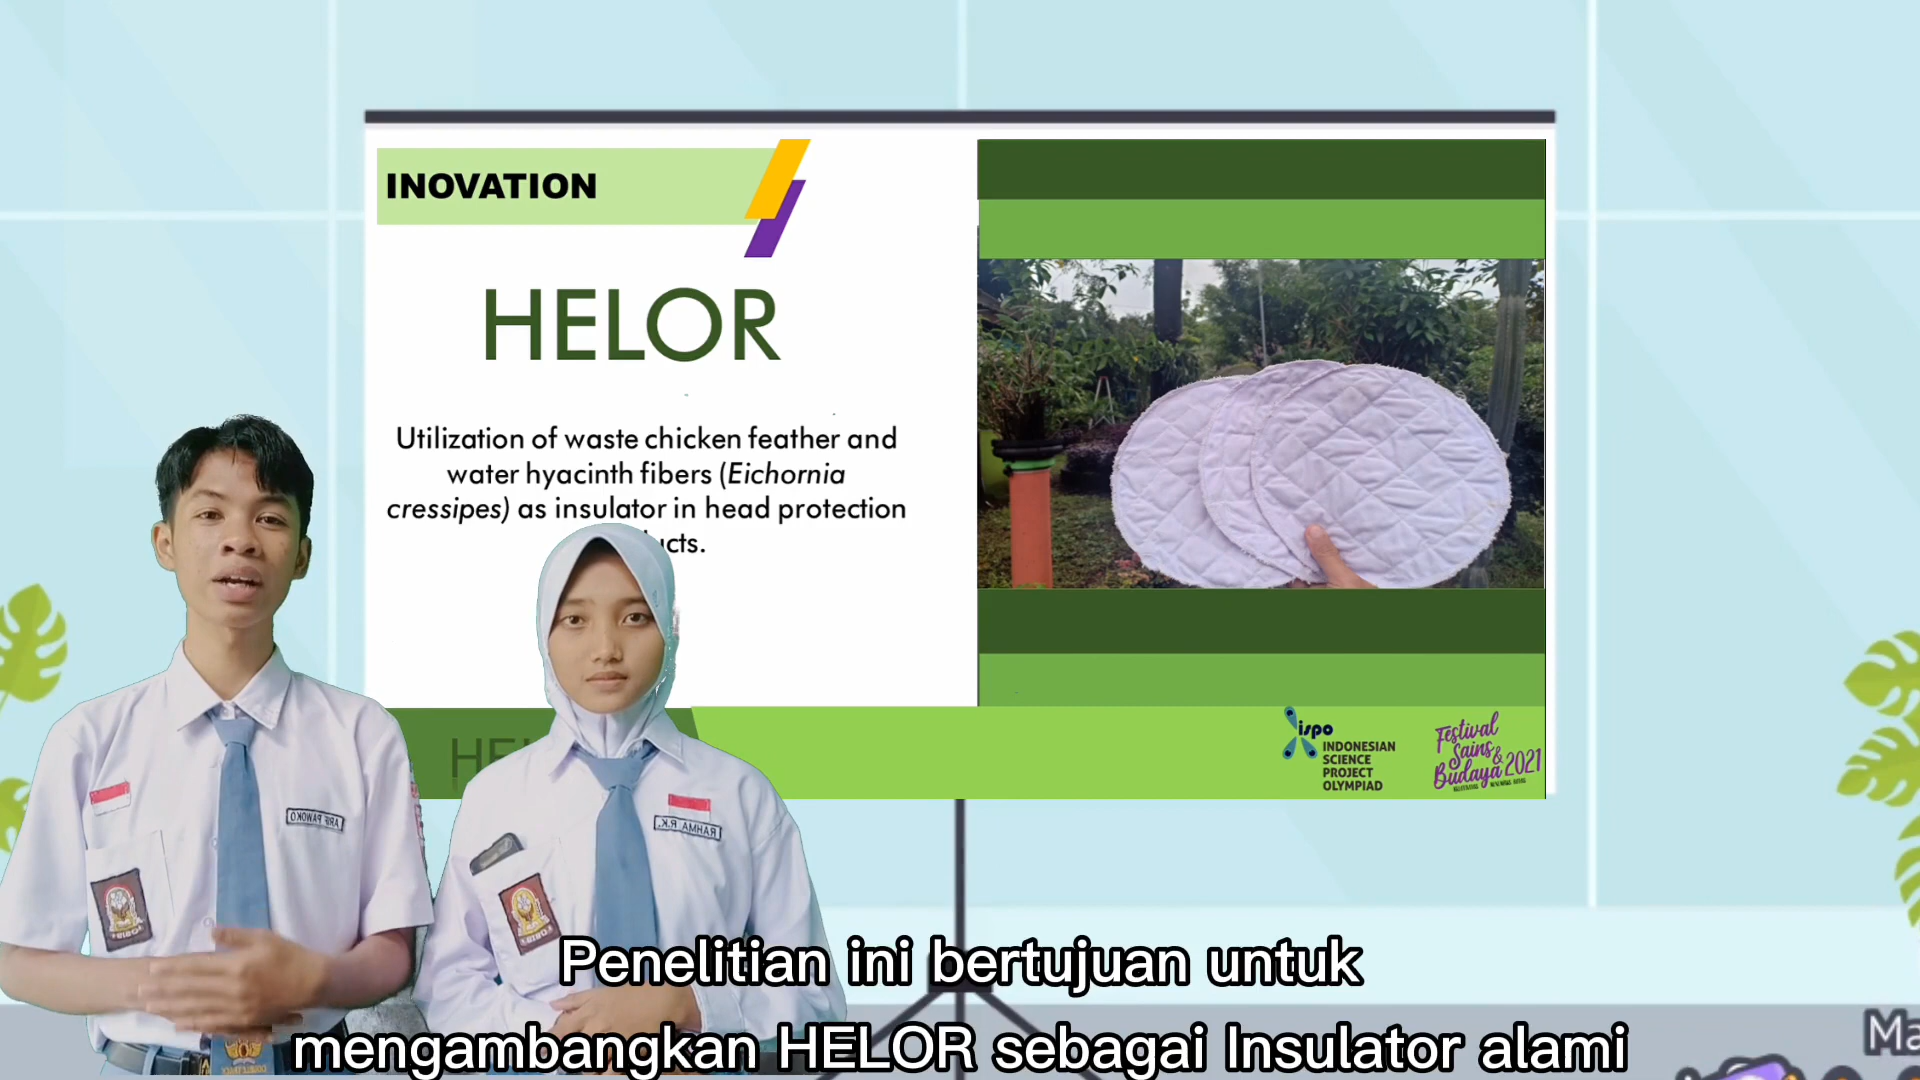 INOVATION
HELOR
Utilization of waste chicken feather and
water hyacinth fibers (Eichornia
cressipes) as insulator in head protection
ucts.
ispo
INDONESIAN
SCIENCE
PROJECT
OLYMPIAD
Festival
Sains &
Budaya 2021
ARIF PAWOKO
RAHMA R.K.
Penelitian ini bertujuan untuk
mengambangkan HELOR sebagai Insulator alami
Ma